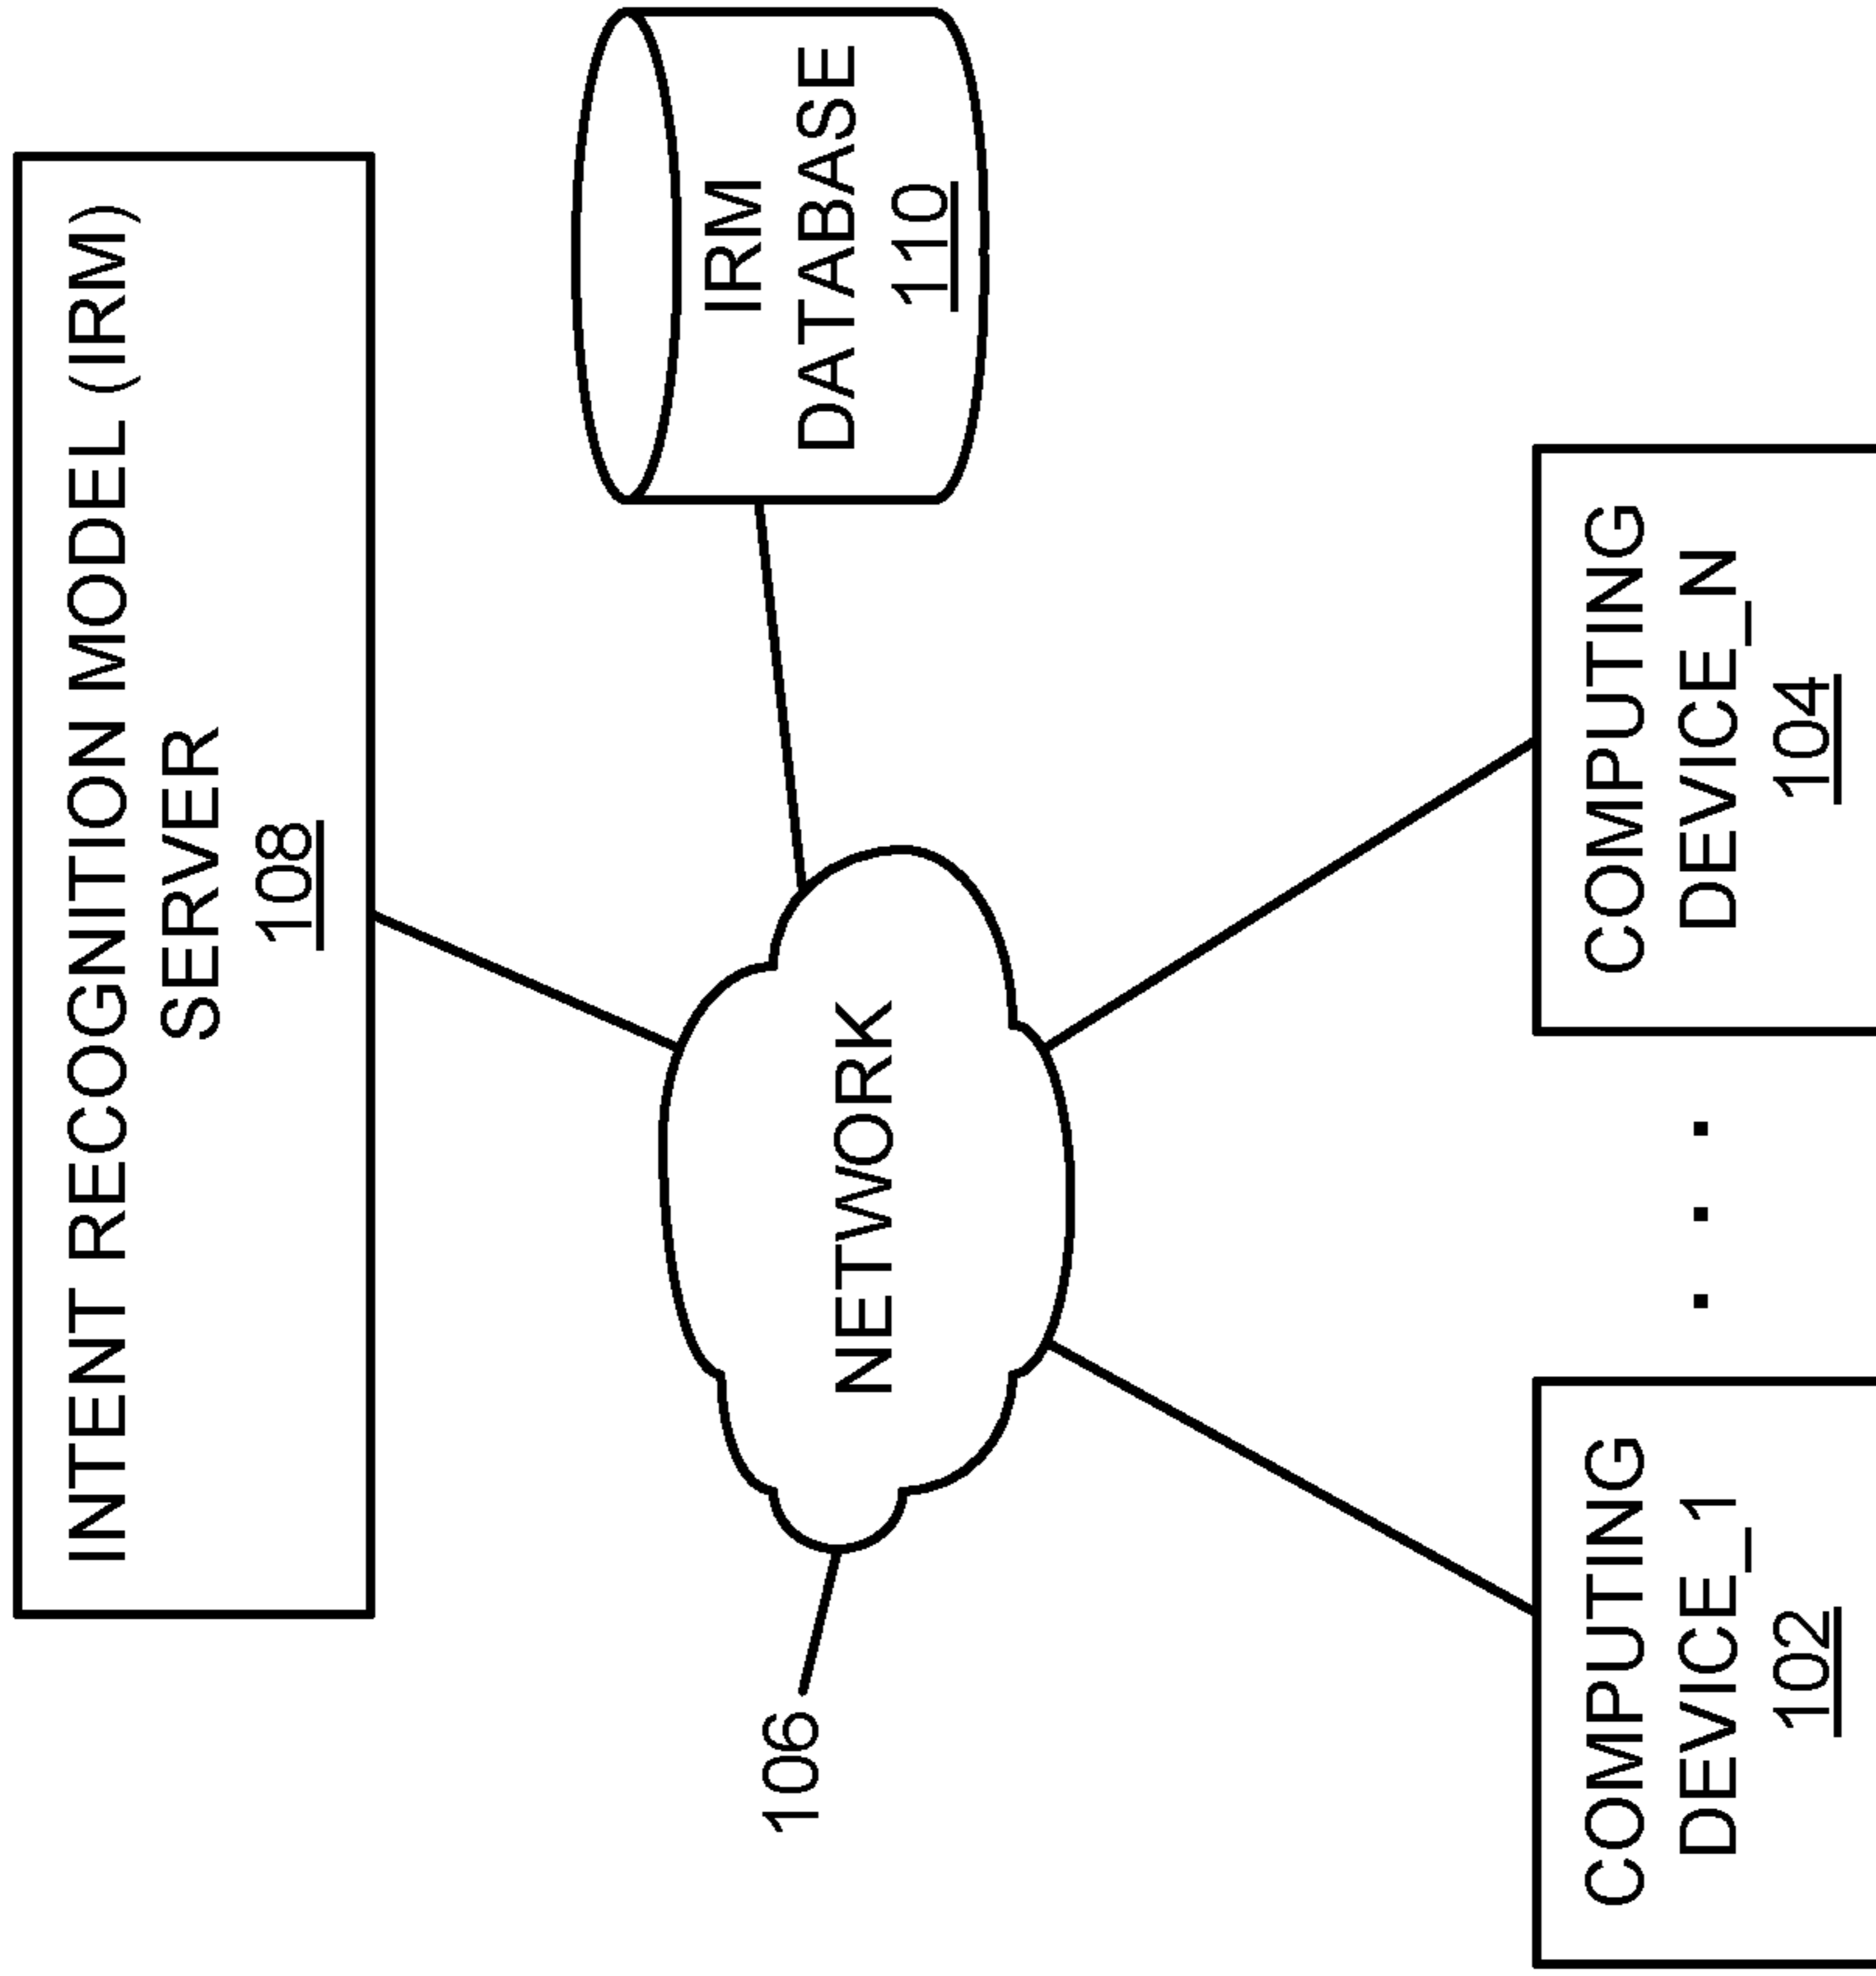 INTENT RECOGNITION MODEL (IRM)
SERVER
108
IRM
DATABASE
110
NETWORK
106
COMPUTING
DEVICE_1
102
. . .
COMPUTING
DEVICE_N
104